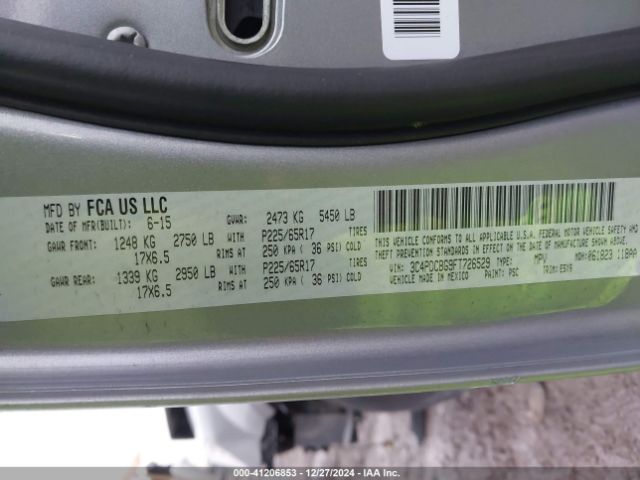 MFD BY FCA US LLC
DATE OF MFR(BUILT): 6-15 GVWR: 2473 KG 5450 LB
GAWR FRONT: 1248 KG 2750 LB WITH P225/65R17 TIRES
17X6.5 RIMS AT 250 KPA ( 36 PSI) COLD
GAWR REAR: 1339 KG 2950 LB WITH P225/65R17 TIRES
17X6.5 RIMS AT 250 KPA ( 36 PSI) COLD
THIS VEHICLE CONFORMS TO ALL APPLICABLE U.S.A. FEDERAL MOTOR VEHICLE SAFETY AND
THEFT PREVENTION STANDARDS IN EFFECT ON THE DATE OF MANUFACTURE SHOWN ABOVE.
VIN: 3C4PDCBG9FT726529 TYPE: MPV MDH: 061823
VEHICLE MADE IN MEXICO PAINT: PSC TRIM:
000-41206853 • 12/27/2024 • IAA Inc.